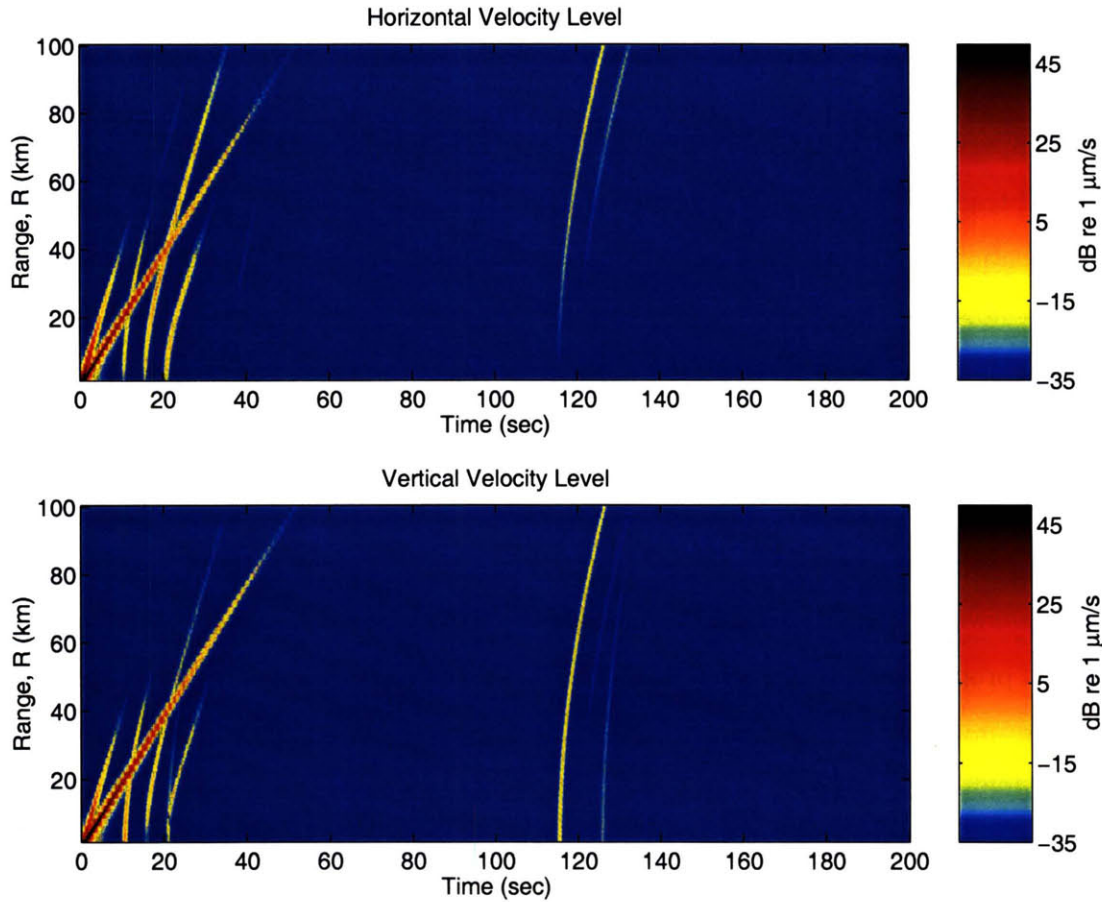 Horizontal Velocity Level
100
80
60
40
20
Range, R (km)
0 20 40 60 80 100 120 140 160 180 200
Time (sec)
45
25
5
-15
-35
dB re 1 μm/s
Vertical Velocity Level
100
80
60
40
20
Range, R (km)
0 20 40 60 80 100 120 140 160 180 200
Time (sec)
45
25
5
-15
-35
dB re 1 μm/s